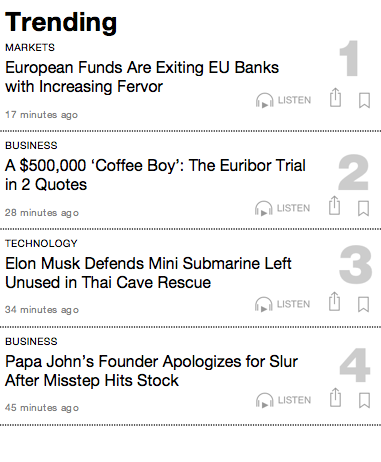 Trending
MARKETS
1
European Funds Are Exiting EU Banks
with Increasing Fervor
LISTEN
17 minutes ago
BUSINESS
2
A $500,000 ‘Coffee Boy’: The Euribor Trial
in 2 Quotes
LISTEN
28 minutes ago
TECHNOLOGY
3
Elon Musk Defends Mini Submarine Left
Unused in Thai Cave Rescue
LISTEN
34 minutes ago
BUSINESS
4
Papa John’s Founder Apologizes for Slur
After Misstep Hits Stock
LISTEN
45 minutes ago